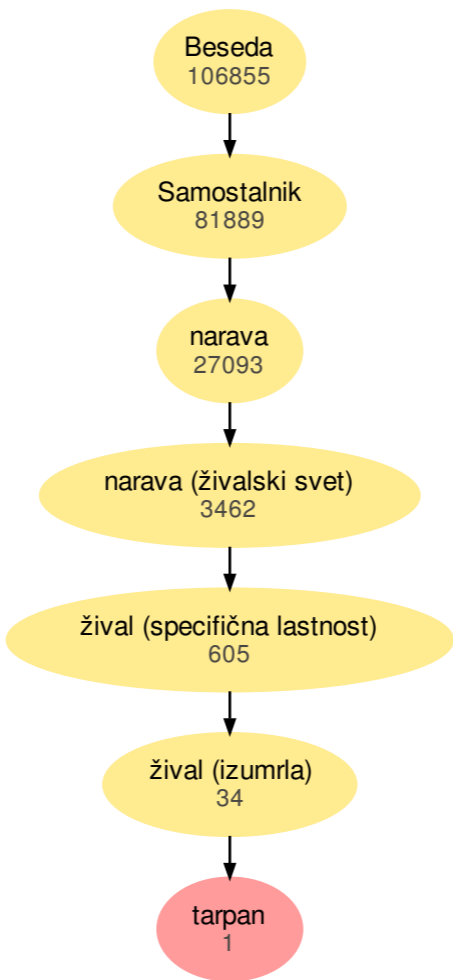 Beseda
106855
Samostalnik
81889
narava
27093
narava (živalski svet)
3462
žival (specifična lastnost)
605
žival (izumrla)
34
tarpan
1